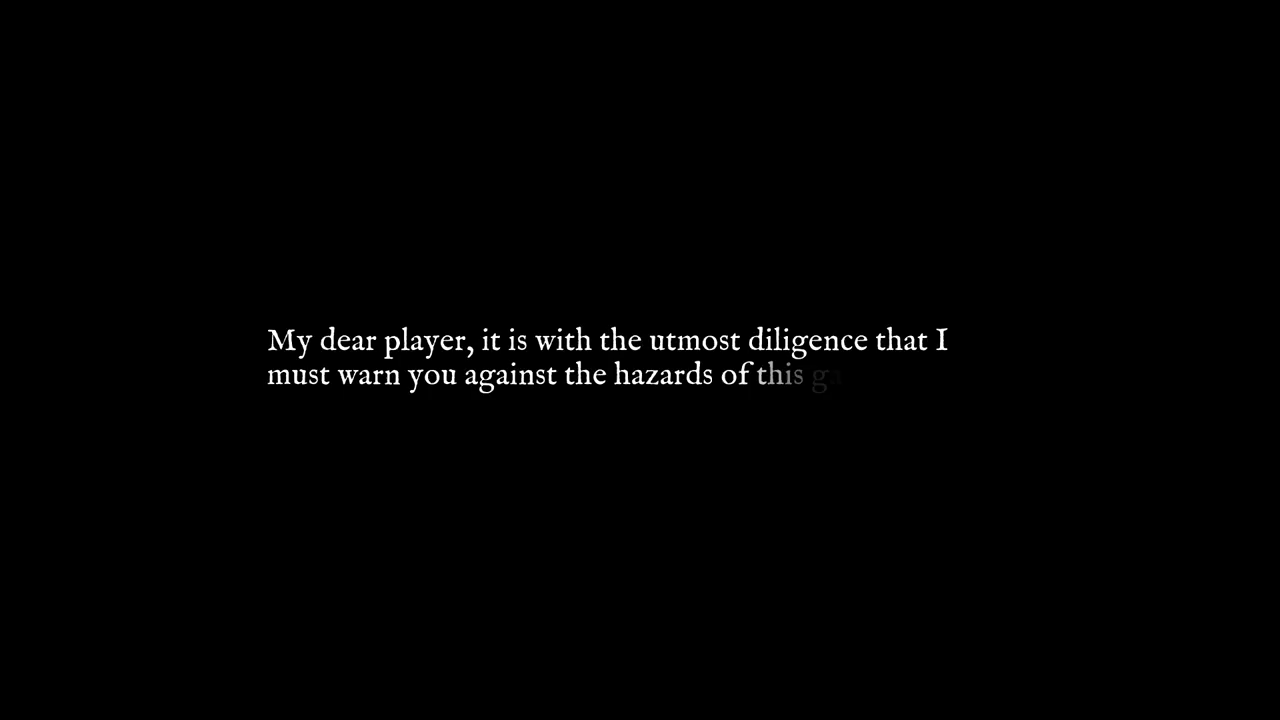 My dear player, it is with the utmost diligence that I
must warn you against the hazards of this